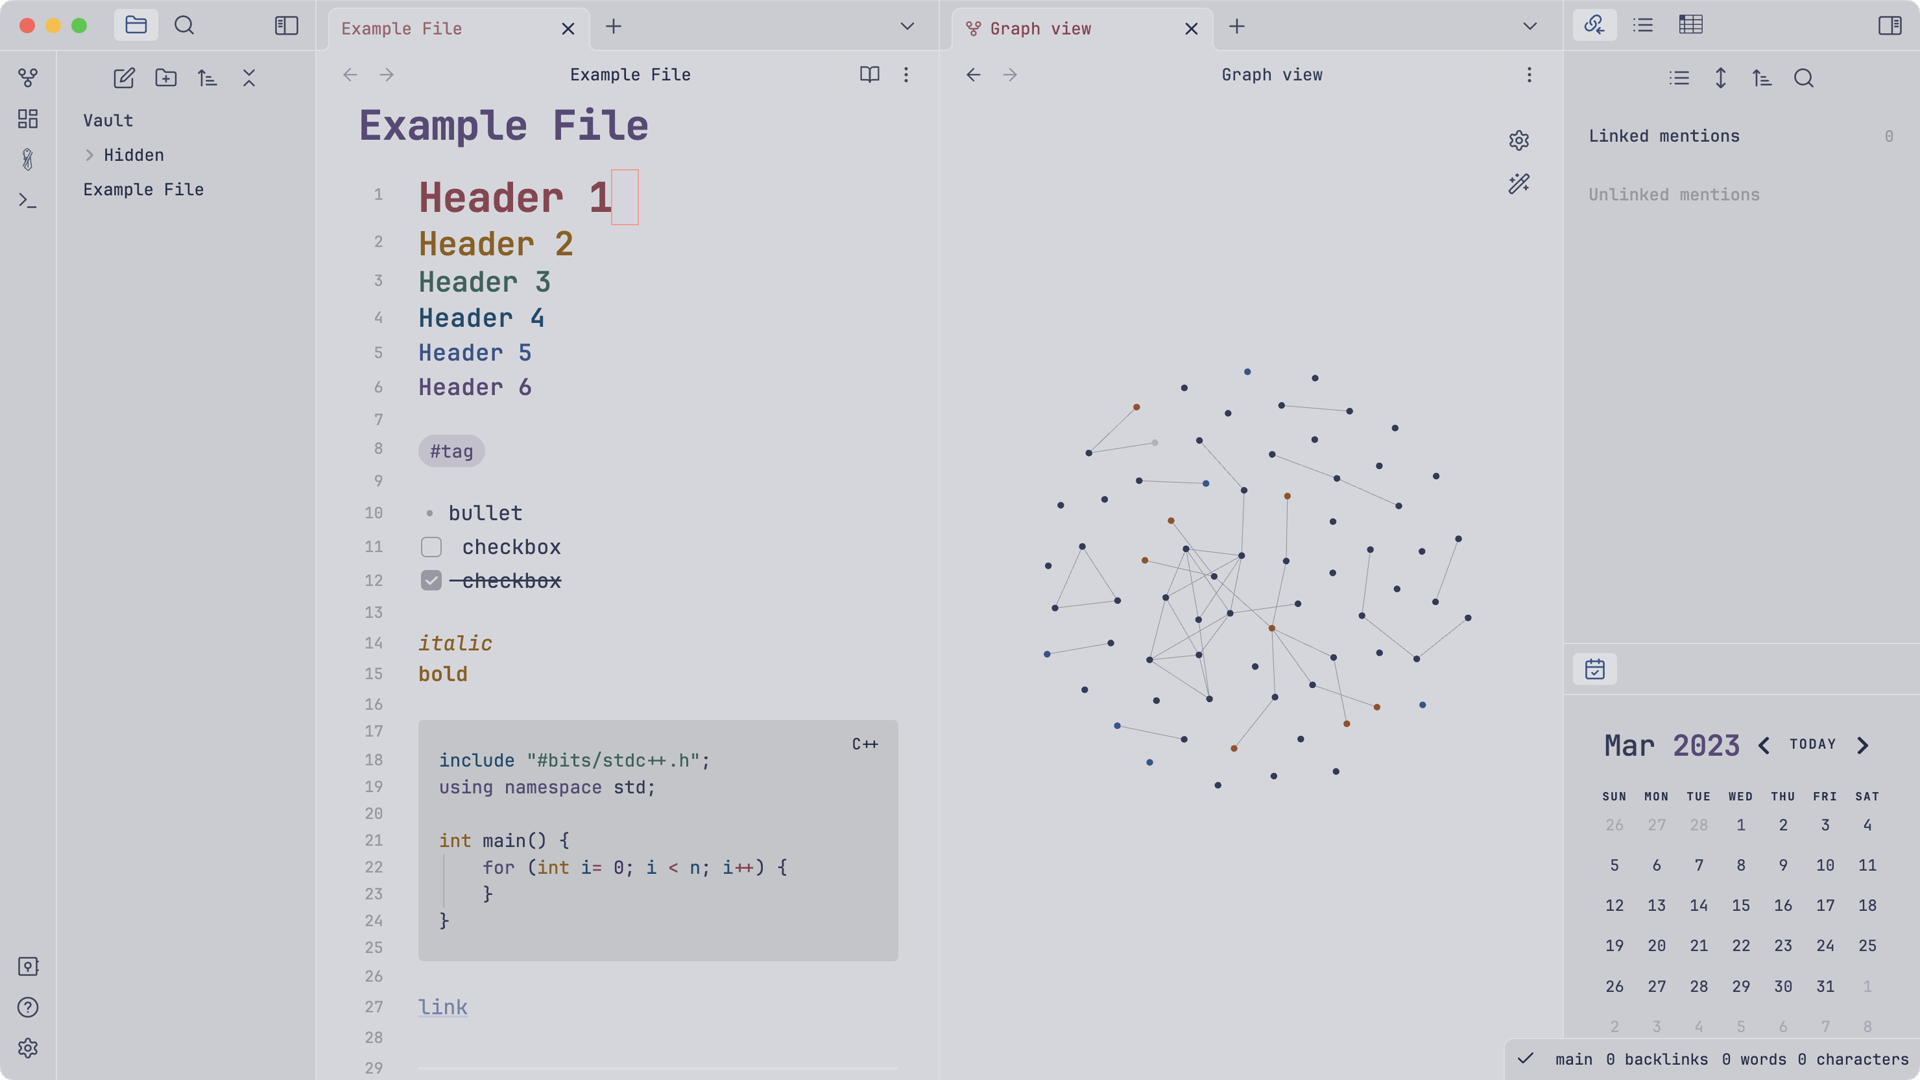 Example File
Graph view
Example File
Graph view
Vault
Hidden
Example File
Example File
1 Header 1
2 Header 2
3 Header 3
4 Header 4
5 Header 5
6 Header 6
7
8 #tag
9
10 bullet
11 checkbox
12 checkbox
13
14 italic
15 bold
16
17
C++
18 include "#bits/stdc++.h";
19 using namespace std;
20
21 int main() {
22 for (int i= 0; i < n; i++) {
23 }
24 }
25
26
27 link
28
29
Linked mentions 0
Unlinked mentions
Mar 2023 TODAY
SUN MON TUE WED THU FRI SAT
26 27 28 1 2 3 4
5 6 7 8 9 10 11
12 13 14 15 16 17 18
19 20 21 22 23 24 25
26 27 28 29 30 31 1
2 3 4 5 6 7 8
main 0 backlinks 0 words 0 characters